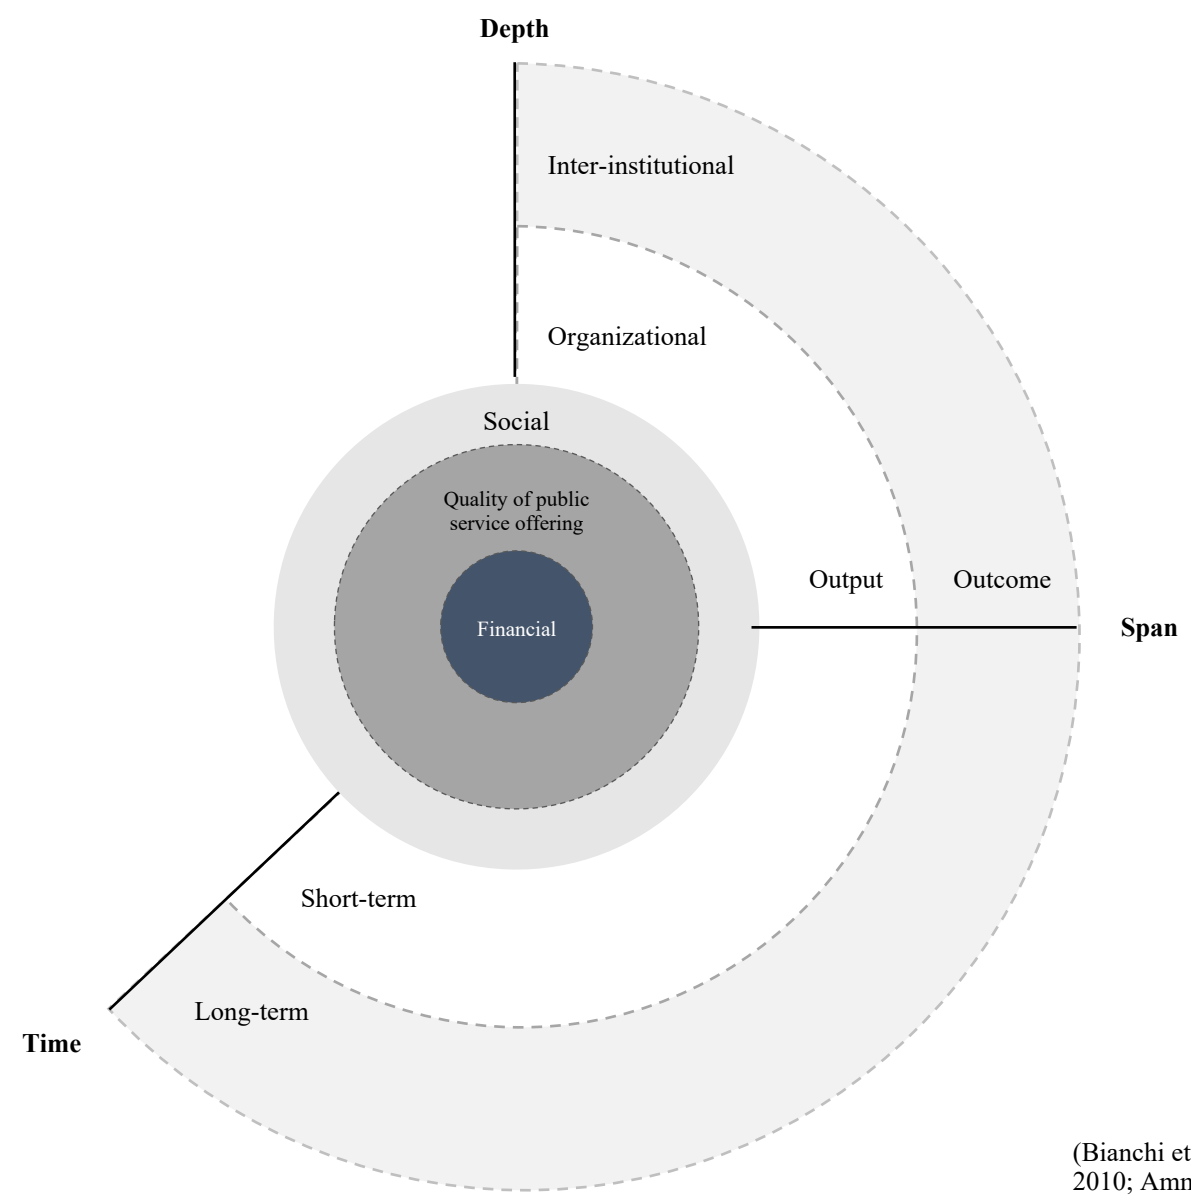 Depth
Inter-institutional
Organizational
Social
Quality of public
service offering
Output
Outcome
Financial
Span
Short-term
Long-term
Time
(Bianchi et
2010;